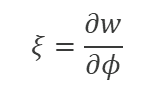 ξ = ∂w/∂ϕ